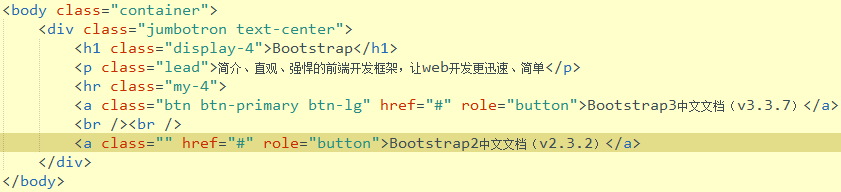 <body class="container">
<div class="jumbotron text-center">
<h1 class="display-4">Bootstrap</h1>
<p class="lead">简介、直观、强悍的前端开发框架，让web开发更迅速、简单</p>
<hr class="my-4">
<a class="btn btn-primary btn-lg" href="#" role="button">Bootstrap3中文文档（v3.3.7）</a>
<br /><br />
<a class="" href="#" role="button">Bootstrap2中文文档（v2.3.2）</a>
</div>
</body>